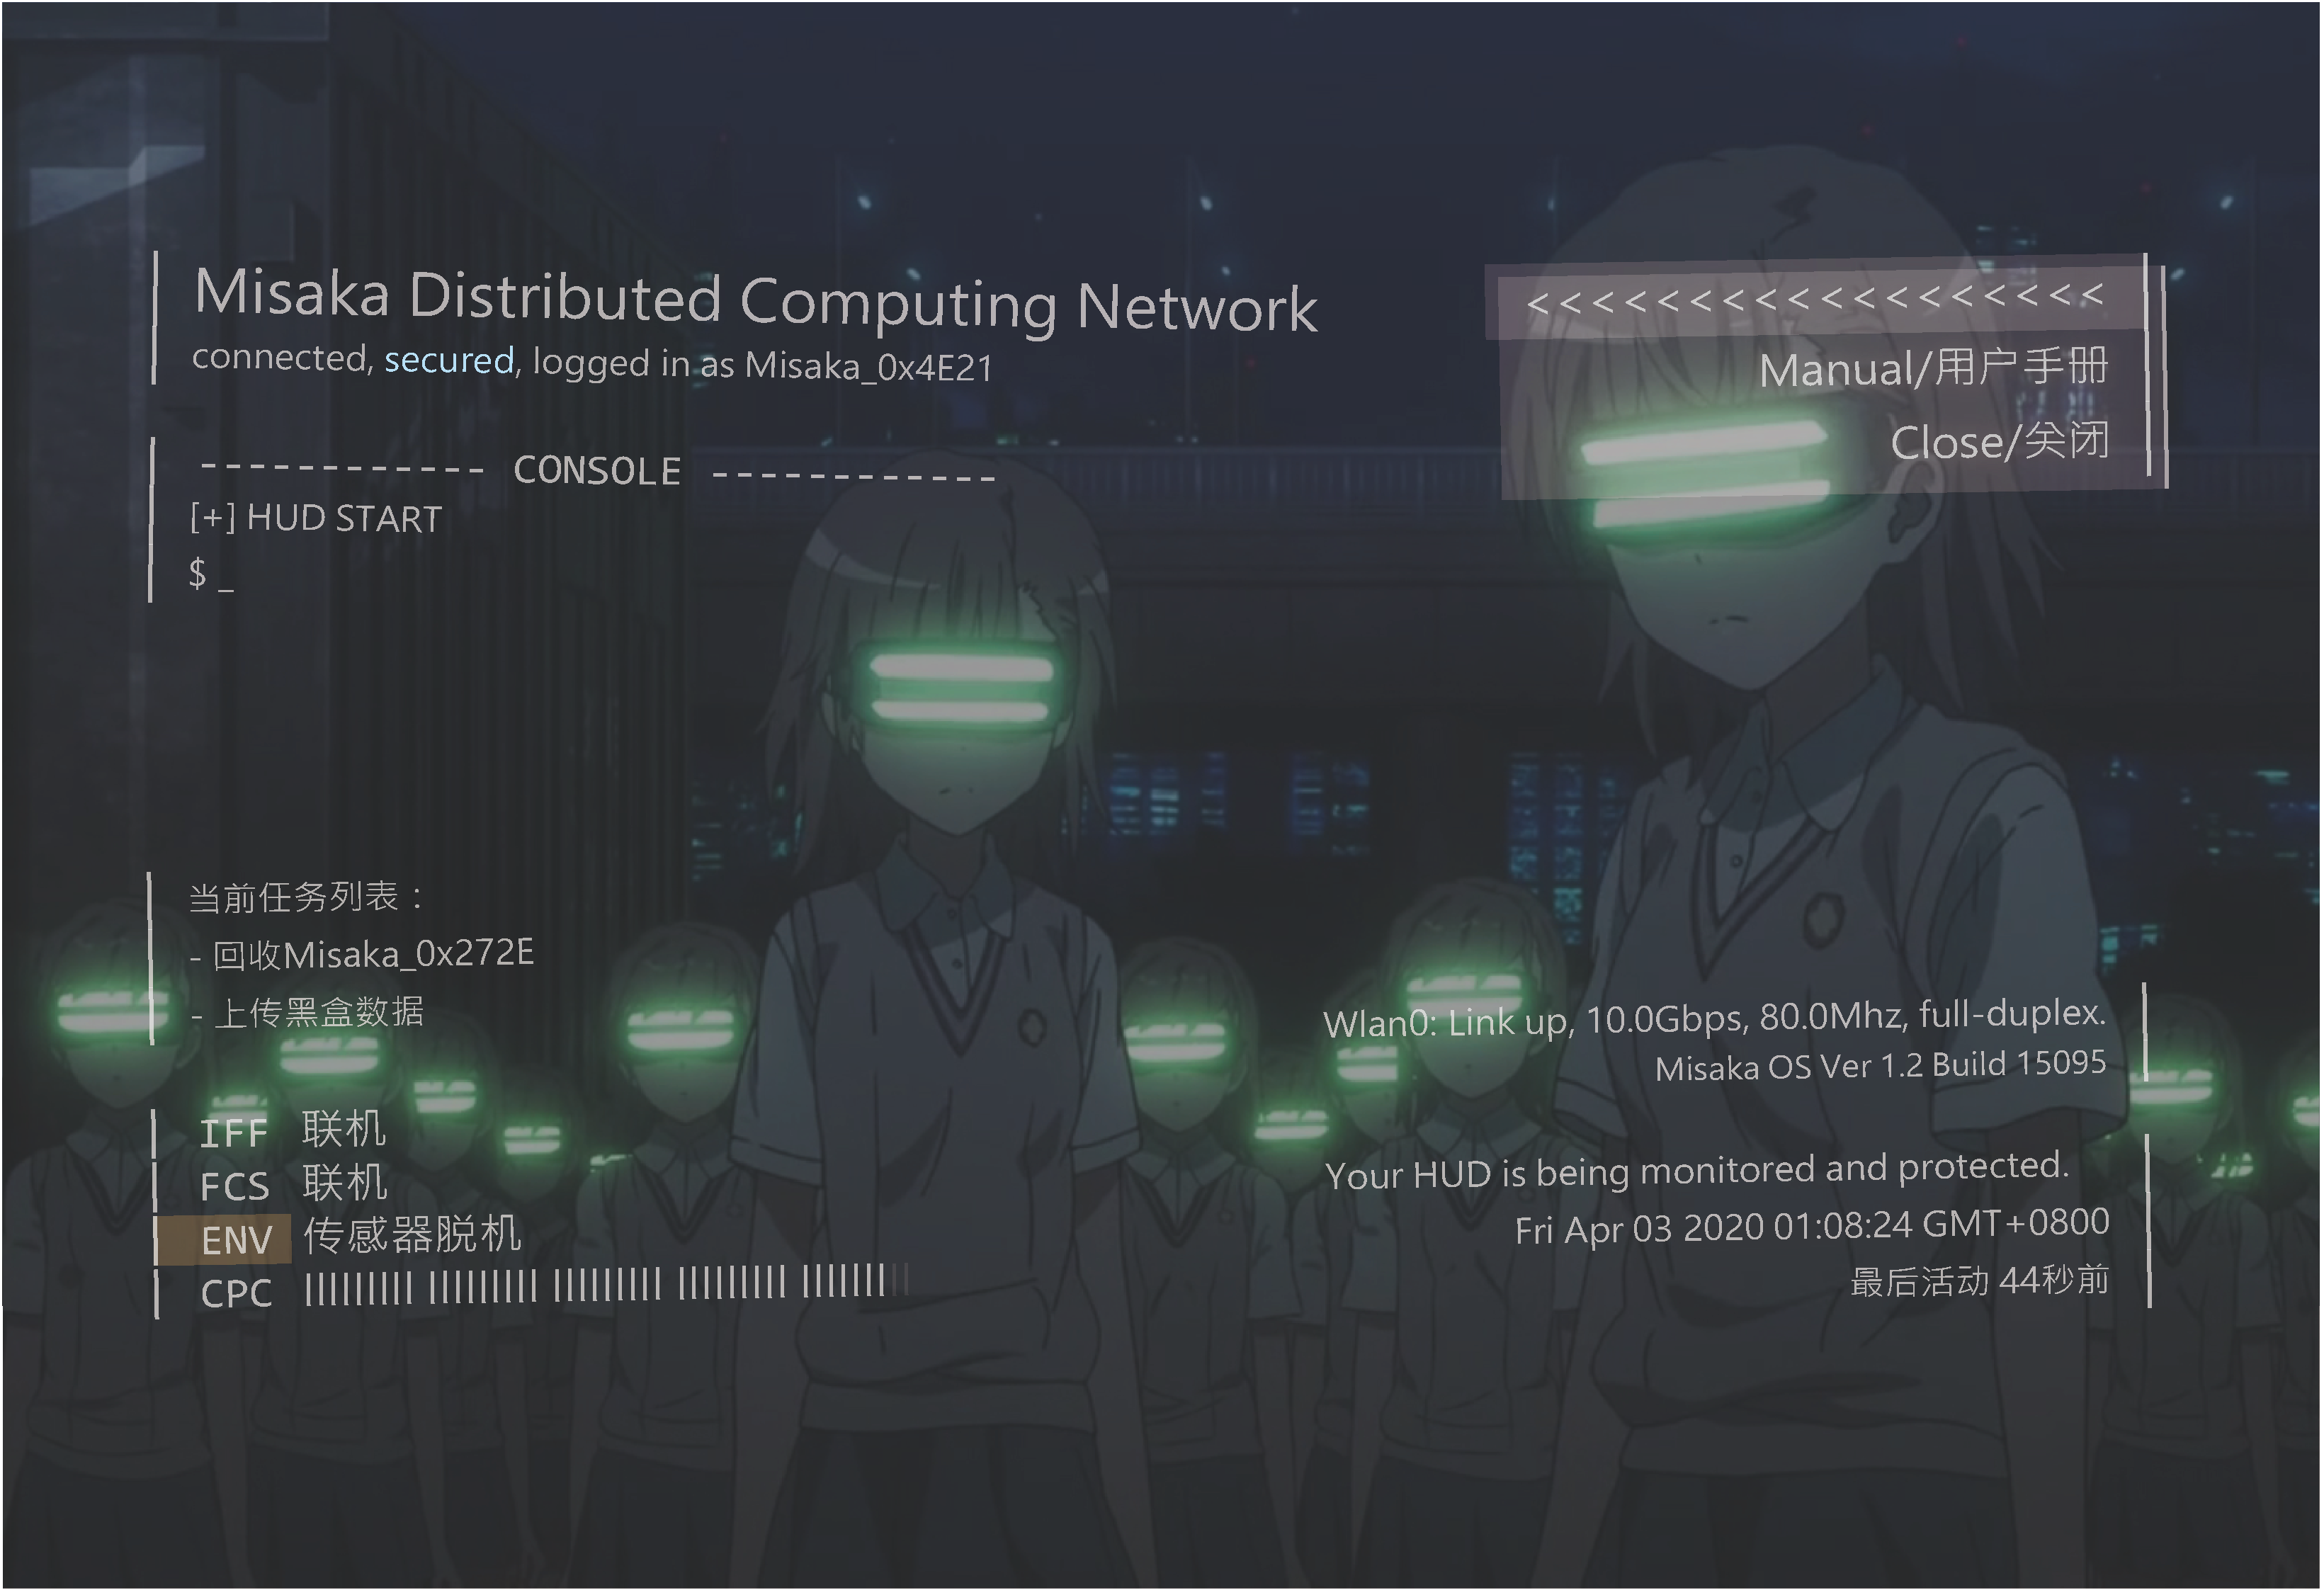 Misaka Distributed Computing Network
connected, secured, logged in as Misaka_0x4E21
<<<<<<<<<<<<<<<<<<
Manual/用户手册
Close/关闭
------------- CONSOLE -------------
[+] HUD START
$ _
当前任务列表：
- 回收Misaka_0x272E
- 上传黑盒数据
IFF 联机
FCS 联机
ENV 传感器脱机
CPC |||||||||| |||||||||| |||||||||| |||||||||| ||||||||||
Wlan0: Link up, 10.0Gbps, 80.0Mhz, full-duplex.
Misaka OS Ver 1.2 Build 15095
Your HUD is being monitored and protected.
Fri Apr 03 2020 01:08:24 GMT+0800
最后活动 44秒前